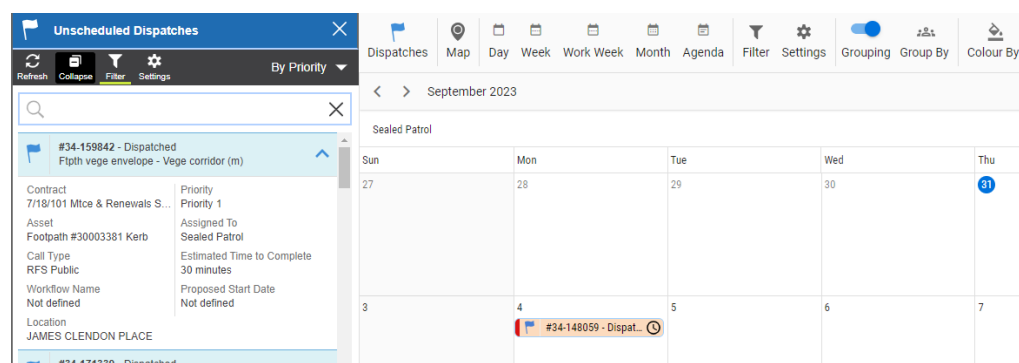 Unscheduled Dispatches
Refresh Collapse Filter Settings By Priority
#34-159842 - Dispatched
Ftpth vege envelope - Vege corridor (m)
Contract Priority
7/18/101 Mtce & Renewals S... Priority 1
Asset Assigned To
Footpath #30003381 Kerb Sealed Patrol
Call Type Estimated Time to Complete
RFS Public 30 minutes
Workflow Name Proposed Start Date
Not defined Not defined
Location
JAMES CLENDON PLACE
#34-171339 - Dispatched
Dispatches Map Day Week Work Week Month Agenda Filter Settings Grouping Group By Colour By
September 2023
Sealed Patrol
Sun Mon Tue Wed Thu
27 28 29 30 31
3 4 5 6 7
#34-148059 - Dispat...